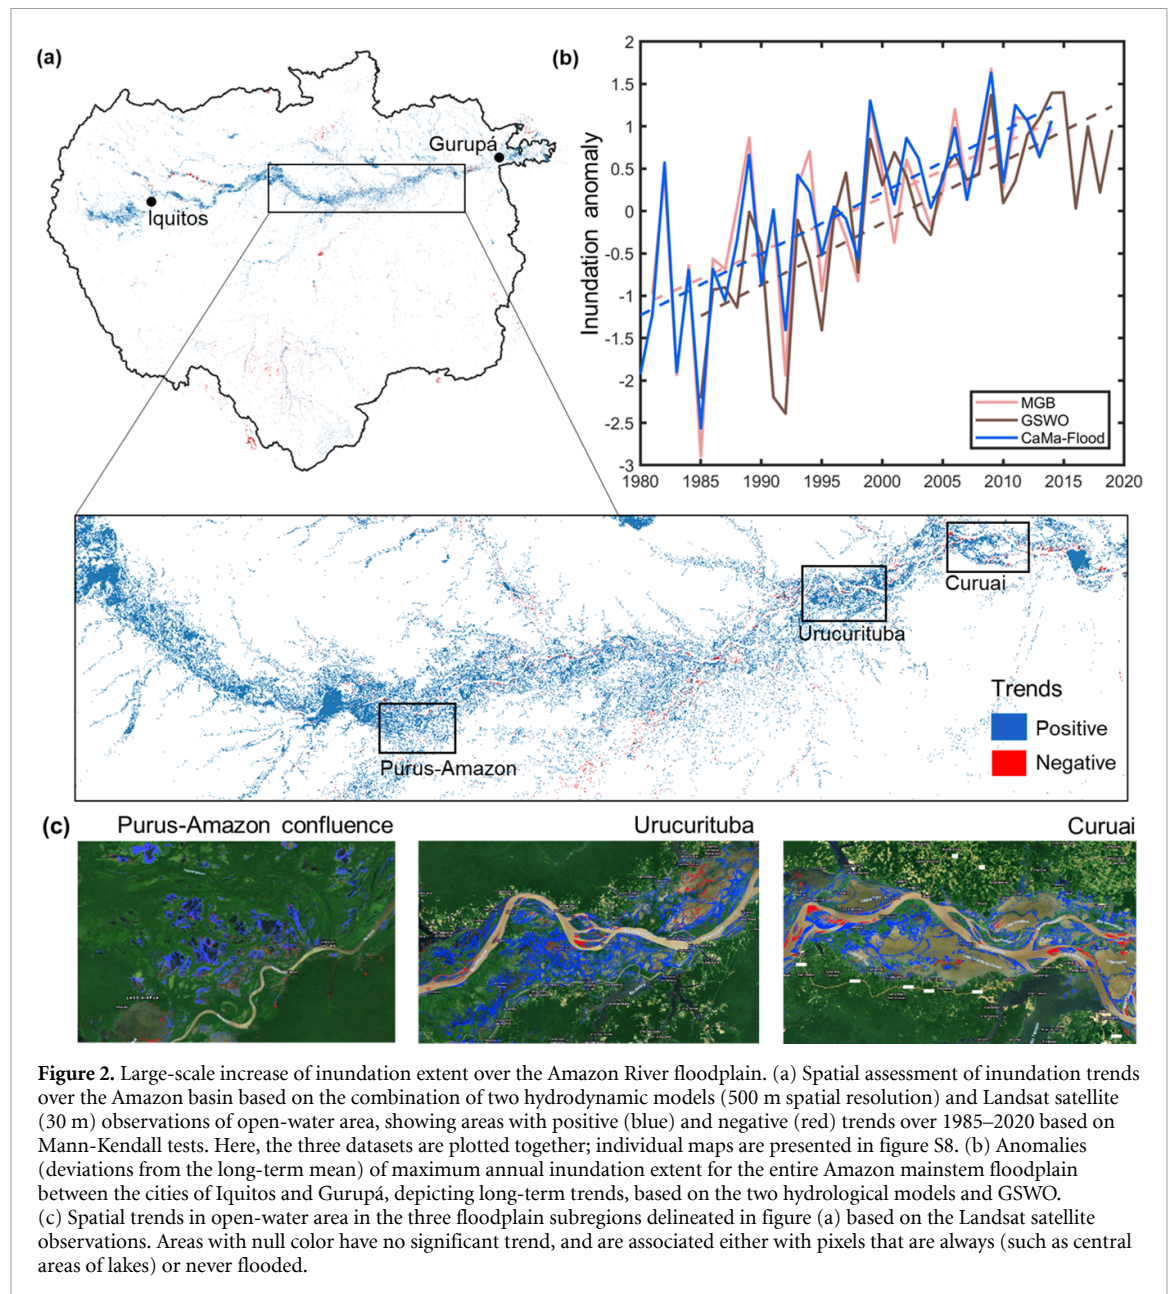 (a)
Gurupá
Iquitos
(b)
Inundation anomaly
2
1.5
1
0.5
0
-0.5
-1
-1.5
-2
-2.5
-3
1980 1985 1990 1995 2000 2005 2010 2015 2020
MGB
GSWO
CaMa-Flood
Curuai
Urucurituba
Purus-Amazon
Trends
Positive
Negative
(c)
Purus-Amazon confluence
Urucurituba
Curuai
Figure 2. Large-scale increase of inundation extent over the Amazon River floodplain. (a) Spatial assessment of inundation trends
over the Amazon basin based on the combination of two hydrodynamic models (500 m spatial resolution) and Landsat satellite
(30 m) observations of open-water area, showing areas with positive (blue) and negative (red) trends over 1985–2020 based on
Mann-Kendall tests. Here, the three datasets are plotted together; individual maps are presented in figure S8. (b) Anomalies
(deviations from the long-term mean) of maximum annual inundation extent for the entire Amazon mainstem floodplain
between the cities of Iquitos and Gurupá, depicting long-term trends, based on the two hydrological models and GSWO.
(c) Spatial trends in open-water area in the three floodplain subregions delineated in figure (a) based on the Landsat satellite
observations. Areas with null color have no significant trend, and are associated either with pixels that are always (such as central
areas of lakes) or never flooded.